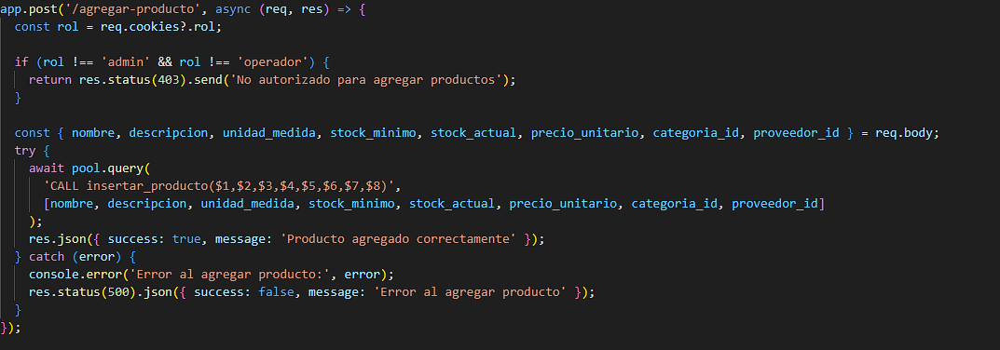 app.post('/agregar-producto', async (req, res) => {
  const rol = req.cookies?.rol;

  if (rol !== 'admin' && rol !== 'operador') {
    return res.status(403).send('No autorizado para agregar productos');
  }

  const { nombre, descripcion, unidad_medida, stock_minimo, stock_actual, precio_unitario, categoria_id, proveedor_id } = req.body;
  try {
    await pool.query(
      'CALL insertar_producto($1,$2,$3,$4,$5,$6,$7,$8)',
      [nombre, descripcion, unidad_medida, stock_minimo, stock_actual, precio_unitario, categoria_id, proveedor_id]
    );
    res.json({ success: true, message: 'Producto agregado correctamente' });
  } catch (error) {
    console.error('Error al agregar producto:', error);
    res.status(500).json({ success: false, message: 'Error al agregar producto' });
  }
});